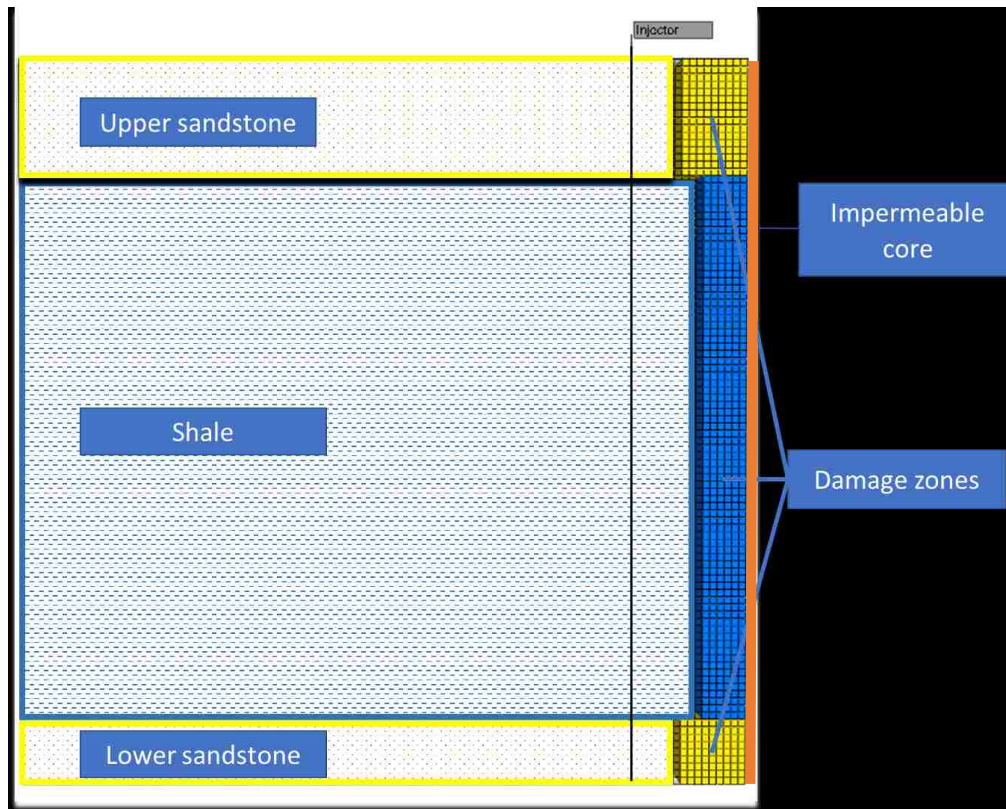 Injector
Upper sandstone
Impermeable
core
Shale
Damage zones
Lower sandstone